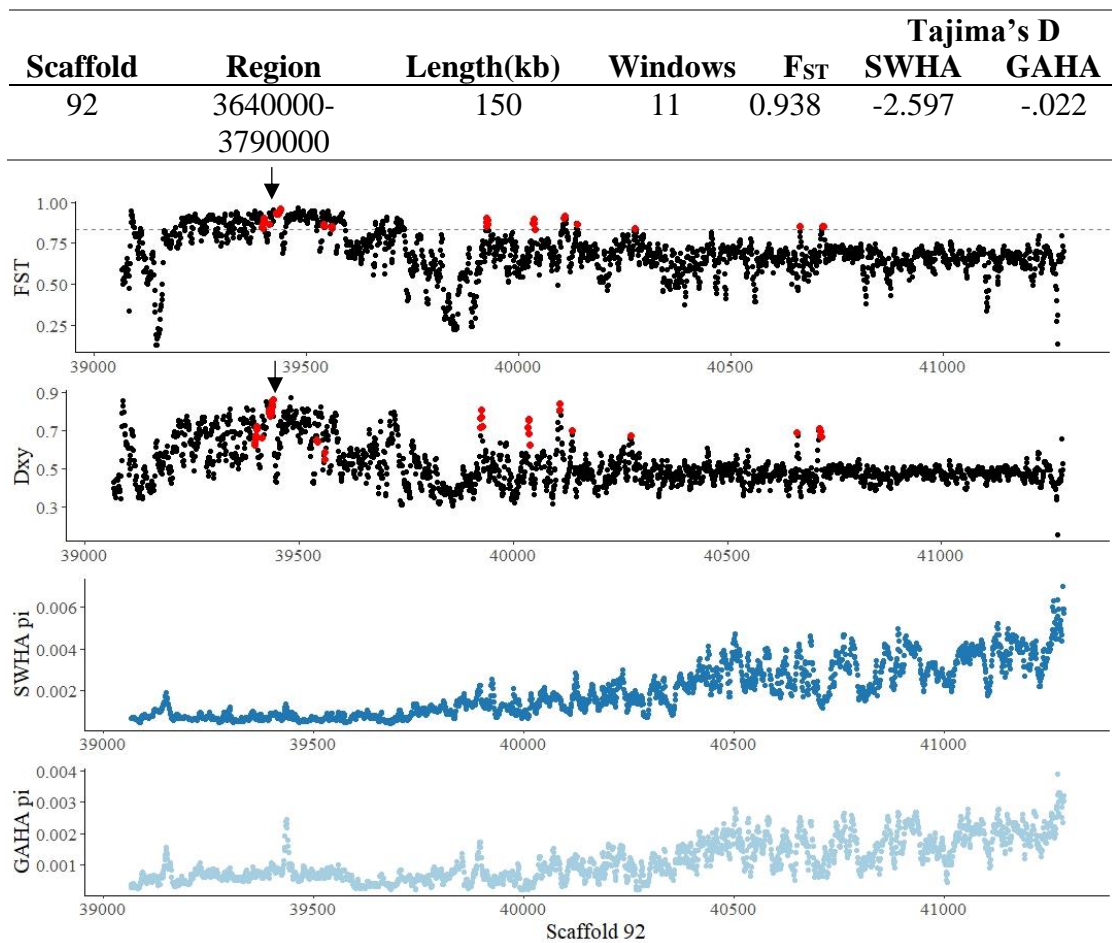 Tajima’s D
Scaffold Region Length(kb) Windows FST SWHA GAHA
92 3640000- 150 11 0.938 -2.597 -.022
3790000
1.00
0.75
0.50
0.25
FST
39000 39500 40000 40500 41000
0.9
0.7
0.5
0.3
Dxy
39000 39500 40000 40500 41000
0.006
0.004
0.002
SWHA pi
39000 39500 40000 40500 41000
0.004
0.003
0.002
0.001
GAHA pi
39000 39500 40000 40500 41000
Scaffold 92